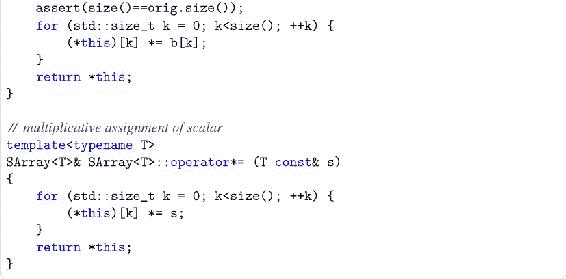 assert(size()==orig.size());
for (std::size_t k = 0; k<size(); ++k) {
(*this)[k] *= b[k];
}
return *this;
}
// multiplicative assignment of scalar
template<typename T>
SArray<T>& SArray<T>::operator*= (T const& s)
{
for (std::size_t k = 0; k<size(); ++k) {
(*this)[k] *= s;
}
return *this;
}